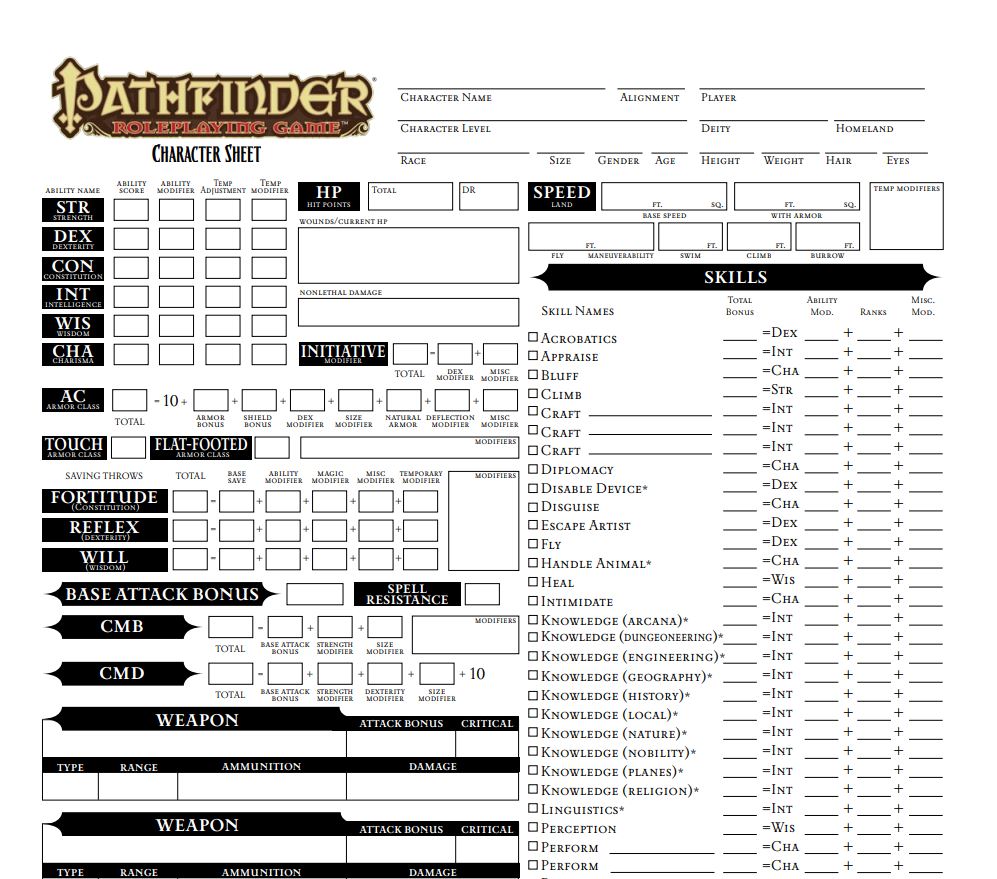 PATHFINDER®
ROLEPLAYING GAME™
CHARACTER SHEET
CHARACTER NAME ALIGNMENT PLAYER
CHARACTER LEVEL DEITY HOMELAND
RACE SIZE GENDER AGE HEIGHT WEIGHT HAIR EYES
ABILITY NAME ABILITY SCORE ABILITY MODIFIER TEMP ADJUSTMENT TEMP MODIFIER
STR
STRENGTH
DEX
DEXTERITY
CON
CONSTITUTION
INT
INTELLIGENCE
WIS
WISDOM
CHA
CHARISMA
HP
HIT POINTS
TOTAL DR
WOUNDS/CURRENT HP
NONLETHAL DAMAGE
INITIATIVE
MODIFIER
= +
TOTAL DEX MODIFIER MISC MODIFIER
AC
ARMOR CLASS
= 10 + + + + + + +
TOTAL ARMOR BONUS SHIELD BONUS DEX MODIFIER SIZE MODIFIER NATURAL ARMOR DEFLECTION MODIFIER MISC MODIFIER
TOUCH
ARMOR CLASS
FLAT-FOOTED
ARMOR CLASS
MODIFIERS
SAVING THROWS TOTAL BASE SAVE ABILITY MODIFIER MAGIC MODIFIER MISC MODIFIER TEMPORARY MODIFIER
MODIFIERS
FORTITUDE = + + + +
(CONSTITUTION)
REFLEX = + + + +
(DEXTERITY)
WILL = + + + +
(WISDOM)
BASE ATTACK BONUS
SPELL
RESISTANCE
CMB = + +
TOTAL BASE ATTACK BONUS STRENGTH MODIFIER SIZE MODIFIER
MODIFIERS
CMD = + + + + 10
TOTAL BASE ATTACK BONUS STRENGTH MODIFIER DEXTERITY MODIFIER SIZE MODIFIER
WEAPON ATTACK BONUS CRITICAL
TYPE RANGE AMMUNITION DAMAGE
WEAPON ATTACK BONUS CRITICAL
TYPE RANGE AMMUNITION DAMAGE
SPEED
LAND
FT. SQ. FT. SQ.
BASE SPEED WITH ARMOR
TEMP MODIFIERS
FT. FT. FT. FT.
FLY MANEUVERABILITY SWIM CLIMB BURROW
SKILLS
SKILL NAMES TOTAL BONUS ABILITY MOD. RANKS MISC. MOD.
ACROBATICS =DEX + +
APPRAISE =INT + +
BLUFF =CHA + +
CLIMB =STR + +
CRAFT =INT + +
CRAFT =INT + +
CRAFT =INT + +
DIPLOMACY =CHA + +
DISABLE DEVICE* =DEX + +
DISGUISE =CHA + +
ESCAPE ARTIST =DEX + +
FLY =DEX + +
HANDLE ANIMAL* =CHA + +
HEAL =WIS + +
INTIMIDATE =CHA + +
KNOWLEDGE (ARCANA)* =INT + +
KNOWLEDGE (DUNGEONEERING)* =INT + +
KNOWLEDGE (ENGINEERING)* =INT + +
KNOWLEDGE (GEOGRAPHY)* =INT + +
KNOWLEDGE (HISTORY)* =INT + +
KNOWLEDGE (LOCAL)* =INT + +
KNOWLEDGE (NATURE)* =INT + +
KNOWLEDGE (NOBILITY)* =INT + +
KNOWLEDGE (PLANES)* =INT + +
KNOWLEDGE (RELIGION)* =INT + +
LINGUISTICS* =INT + +
PERCEPTION =WIS + +
PERFORM =CHA + +
PERFORM =CHA + +